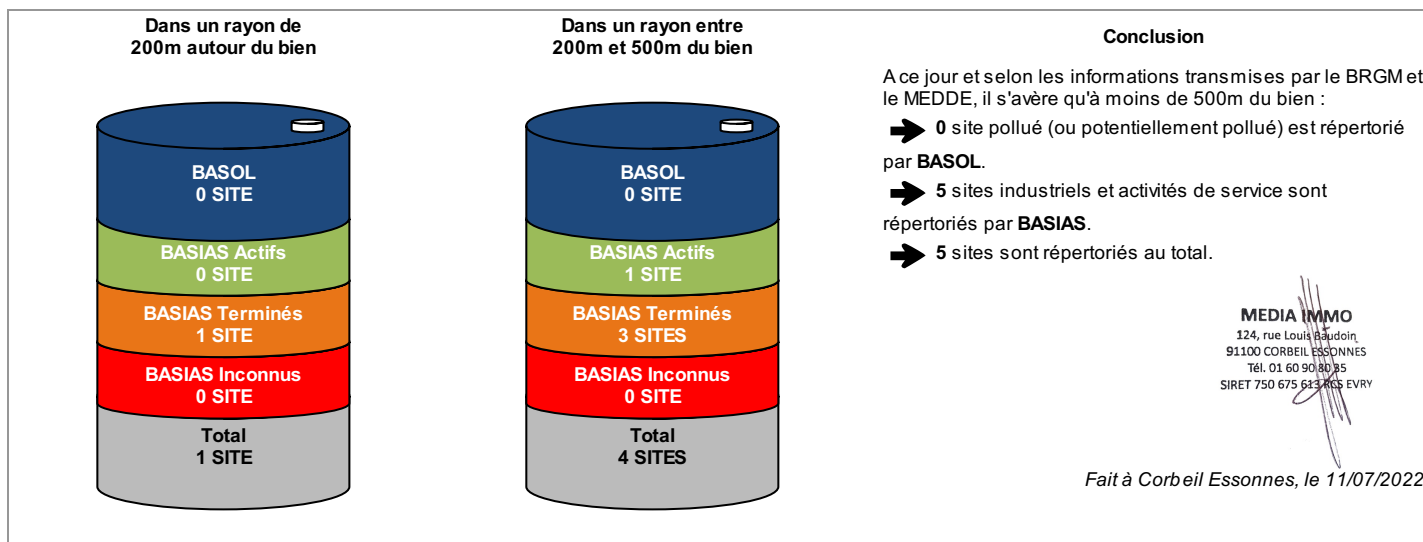 Dans un rayon de
200m autour du bien
BASOL
0 SITE
BASIAS Actifs
0 SITE
BASIAS Terminés
1 SITE
BASIAS Inconnus
0 SITE
Total
1 SITE
Dans un rayon entre
200m et 500m du bien
BASOL
0 SITE
BASIAS Actifs
1 SITE
BASIAS Terminés
3 SITES
BASIAS Inconnus
0 SITE
Total
4 SITES
Conclusion
A ce jour et selon les informations transmises par le BRGM et
le MEDDE, il s'avère qu'à moins de 500m du bien :
0 site pollué (ou potentiellement pollué) est répertorié
par BASOL.
5 sites industriels et activités de service sont
répertoriés par BASIAS.
5 sites sont répertoriés au total.
MEDIA IMMO
124, rue Louis Baudoin
91100 CORBEIL ESSONNES
Tél. 01 60 90 80 85
SIRET 750 675 613 RCS EVRY
Fait à Corbeil Essonnes, le 11/07/2022